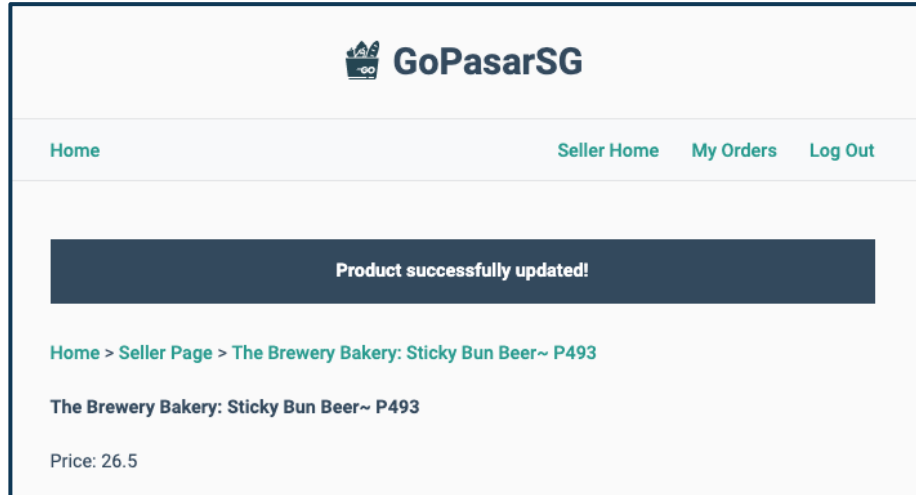 GO
GoPasarSG
Home Seller Home My Orders Log Out
Product successfully updated!
Home > Seller Page > The Brewery Bakery: Sticky Bun Beer~ P493
The Brewery Bakery: Sticky Bun Beer~ P493
Price: 26.5